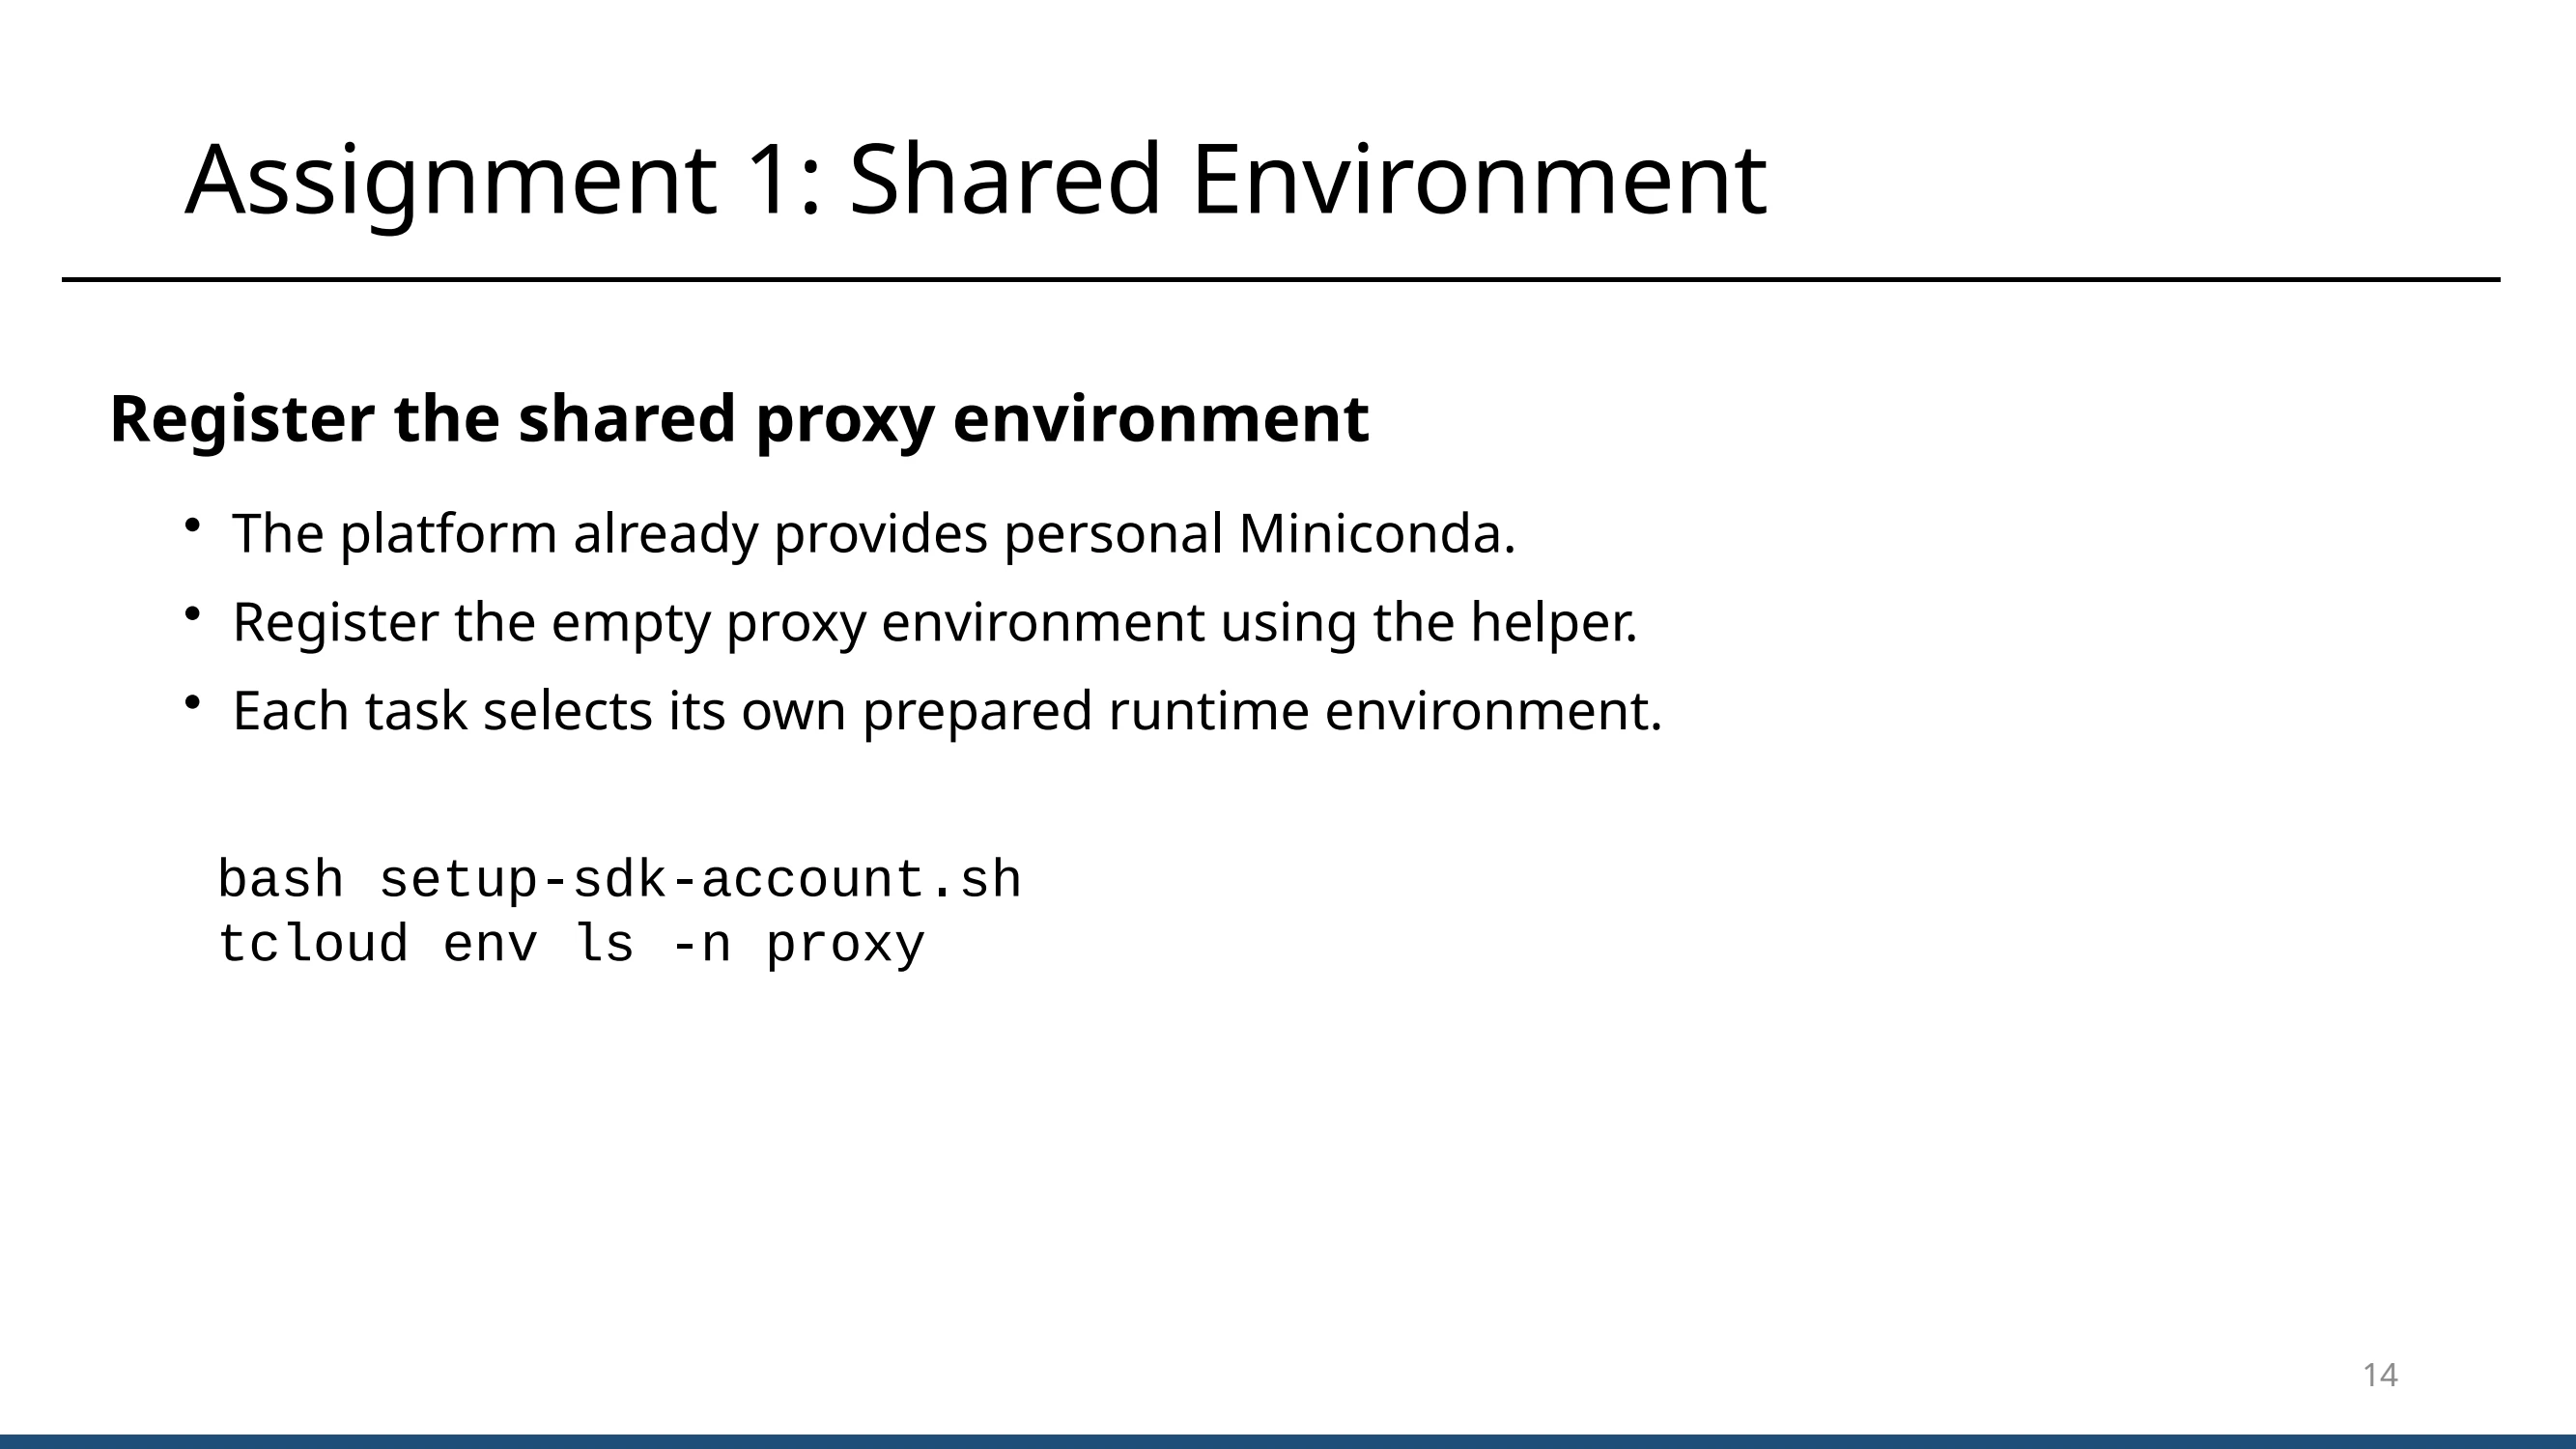 Assignment 1: Shared Environment
Register the shared proxy environment
• The platform already provides personal Miniconda.
• Register the empty proxy environment using the helper.
• Each task selects its own prepared runtime environment.
bash setup-sdk-account.sh
tcloud env ls -n proxy
14